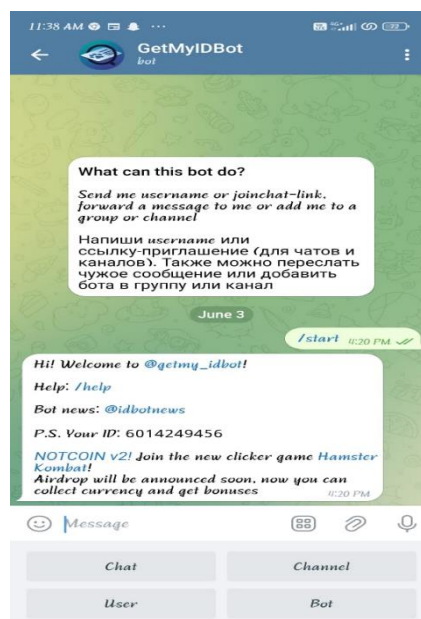 11:38 AM
GetMyIDBot
bot
What can this bot do?
Send me username or joinchat-link,
forward a message to me or add me to a
group or channel
Напиши username или
ссылку-приглашение (для чатов и
каналов). Также можно переслать
чужое сообщение или добавить
бота в группу или канал
June 3
/start 4:20 PM
Hi! Welcome to @getmy_idbot!
Help: /help
Bot news: @idbotnews
P.S. Your ID: 6014249456
NOTCOIN v2! Join the new clicker game Hamster
Kombat!
Airdrop will be announced soon, now you can
collect currency and get bonuses 4:20 PM
Message
Chat Channel
User Bot